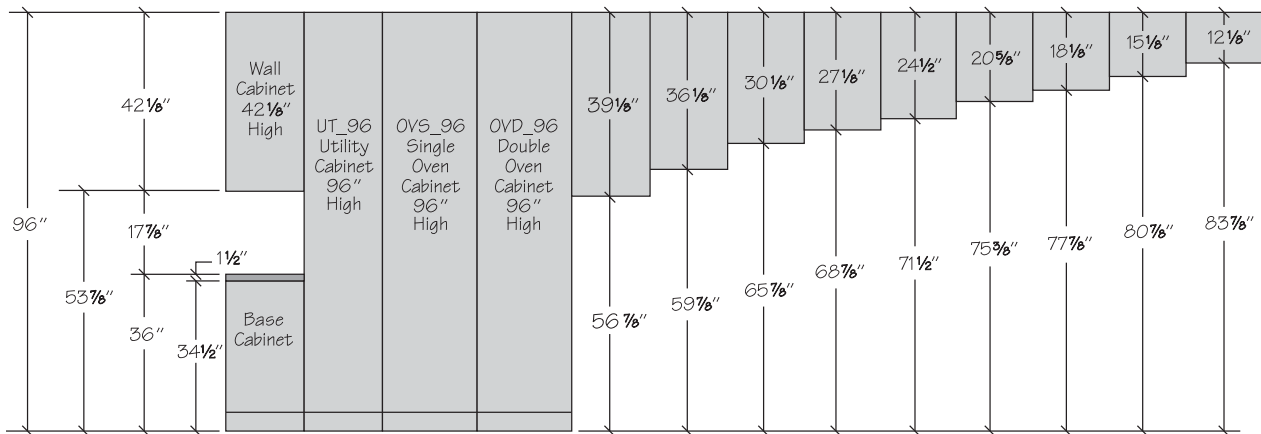 96"
42⅛"
53⅞"
17⅞"
1½"
36"
34½"
Wall
Cabinet
42⅛"
High
Base
Cabinet
UT_96
Utility
Cabinet
96"
High
OVS_96
Single
Oven
Cabinet
96"
High
OVD_96
Double
Oven
Cabinet
96"
High
39⅛"
36⅛"
30⅛"
27⅛"
24½"
20⅝"
18⅛"
15⅛"
12⅛"
56⅞"
59⅞"
65⅞"
68⅞"
71½"
75⅜"
77⅞"
80⅞"
83⅞"